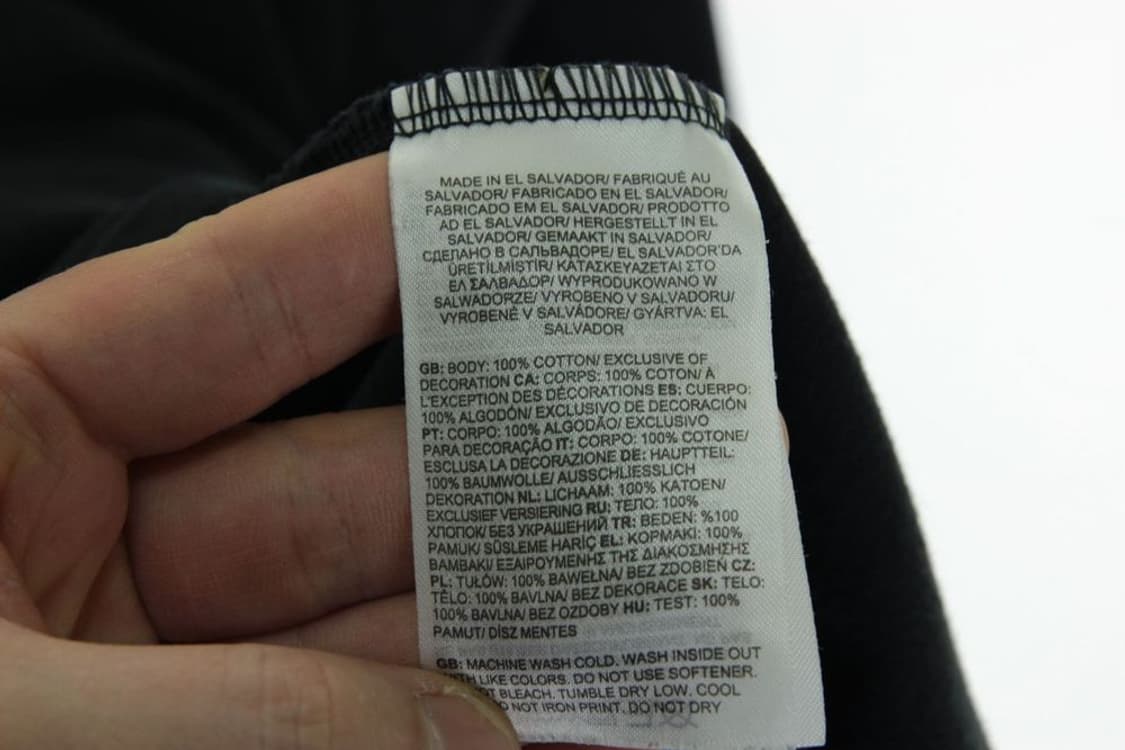 MADE IN EL SALVADOR/ FABRIQUÉ AU
SALVADOR/ FABRICADO EN EL SALVADOR/
FABRICADO EM EL SALVADOR/ PRODOTTO
AD EL SALVADOR/ HERGESTELLT IN EL
SALVADOR/ GEMAAKT IN SALVADOR/
СДЕЛАНО В САЛЬВАДОРЕ/ EL SALVADOR'DA
ÜRETİLMİŞTİR/ ΚΑΤΑΣΚΕΥΑΖΕΤΑΙ ΣΤΟ
ΕΛ ΣΑΛΒΑΔΟΡ/ WYPRODUKOWANO W
SALWADORZE/ VYROBENO V SALVADORU/
VYROBENÉ V SALVÁDORE/ GYÁRTVA: EL
SALVADOR
GB: BODY: 100% COTTON/ EXCLUSIVE OF
DECORATION CA: CORPS: 100% COTON/ À
L'EXCEPTION DES DÉCORATIONS ES: CUERPO:
100% ALGODÓN/ EXCLUSIVO DE DECORACIÓN
PT: CORPO: 100% ALGODÃO/ EXCLUSIVO
PARA DECORAÇÃO IT: CORPO: 100% COTONE/
ESCLUSA LA DECORAZIONE DE: HAUPTTEIL:
100% BAUMWOLLE/ AUSSCHLIESSLICH
DEKORATION NL: LICHAAM: 100% KATOEN/
EXCLUSIEF VERSIERING RU: ТЕЛО: 100%
ХЛОПОК/ БЕЗ УКРАШЕНИЙ TR: BEDEN: %100
PAMUK/ SÜSLEME HARİÇ EL: ΚΟΡΜΑΚΙ: 100%
ΒΑΜΒΑΚΙ/ ΕΞΑΙΡΟΥΜΕΝΗΣ ΤΗΣ ΔΙΑΚΟΣΜΗΣΗΣ
PL: TUŁÓW: 100% BAWEŁNA/ BEZ ZDOBIEŃ CZ:
TĚLO: 100% BAVLNA/ BEZ DEKORACE SK: TELO:
100% BAVLNA/ BEZ OZDOBY HU: TEST: 100%
PAMUT/ DÍSZ MENTES
GB: MACHINE WASH COLD. WASH INSIDE OUT
LIKE COLORS. DO NOT USE SOFTENER.
BLEACH. TUMBLE DRY LOW. COOL
NOT IRON PRINT. DO NOT DRY